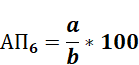 АП₆ = a/b * 100